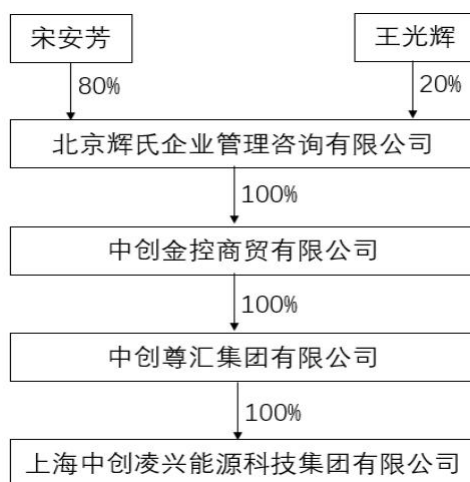 宋安芳
王光辉
80%
20%
北京辉氏企业管理咨询有限公司
100%
中创金控商贸有限公司
100%
中创尊汇集团有限公司
100%
上海中创凌兴能源科技集团有限公司